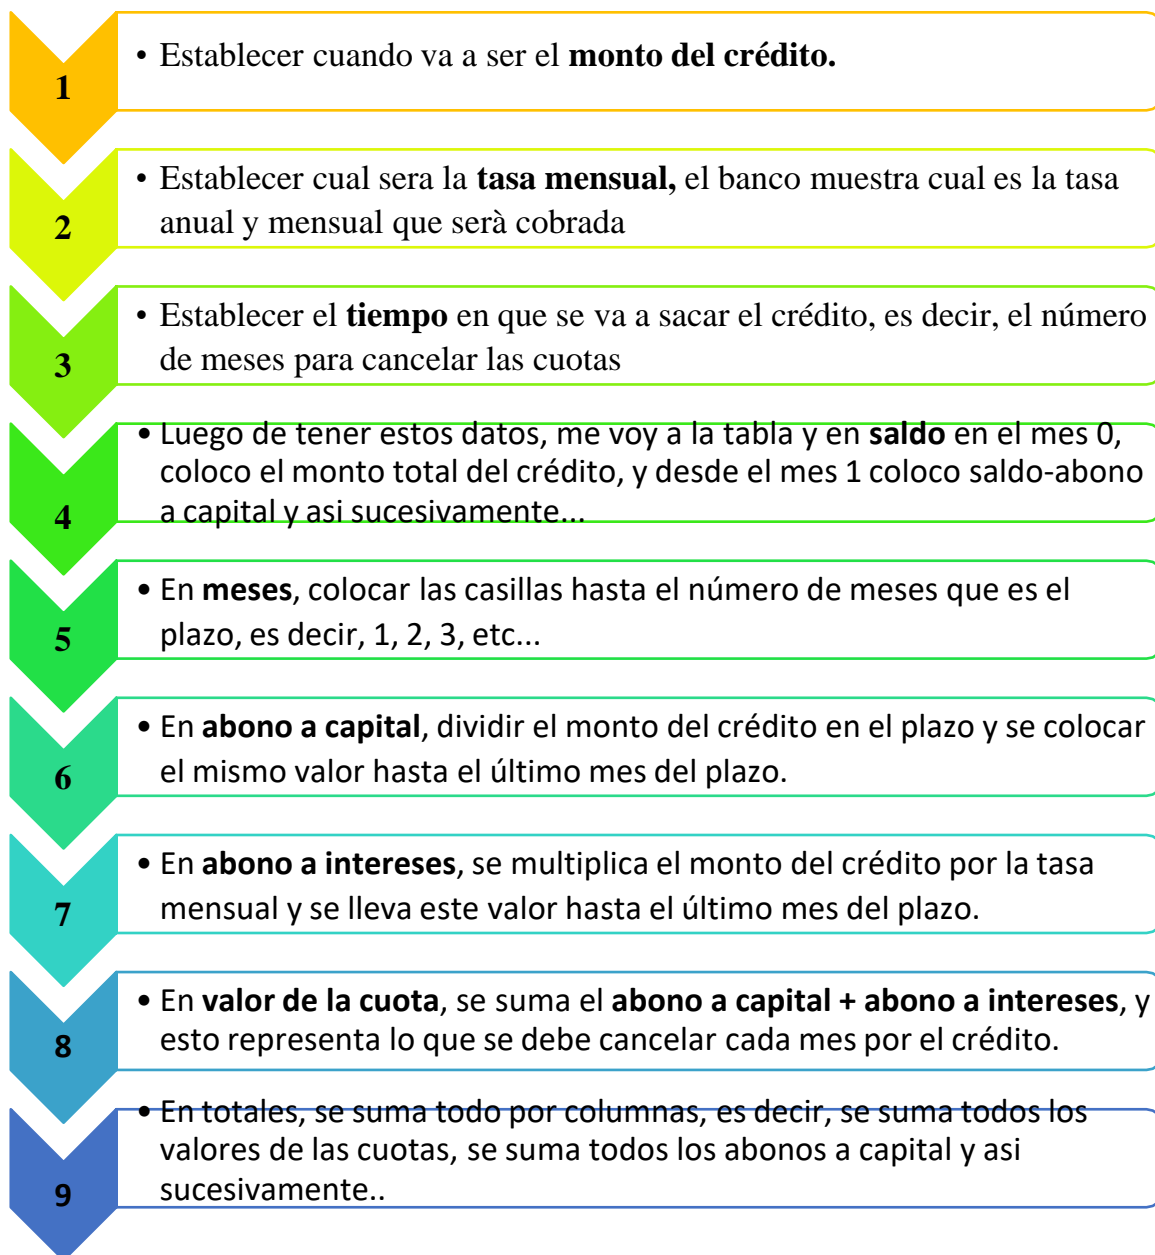 1
• Establecer cuando va a ser el monto del crédito.
2
• Establecer cual sera la tasa mensual, el banco muestra cual es la tasa
anual y mensual que serà cobrada
3
• Establecer el tiempo en que se va a sacar el crédito, es decir, el número
de meses para cancelar las cuotas
4
• Luego de tener estos datos, me voy a la tabla y en saldo en el mes 0,
coloco el monto total del crédito, y desde el mes 1 coloco saldo-abono
a capital y asi sucesivamente...
5
• En meses, colocar las casillas hasta el número de meses que es el
plazo, es decir, 1, 2, 3, etc...
6
• En abono a capital, dividir el monto del crédito en el plazo y se colocar
el mismo valor hasta el último mes del plazo.
7
• En abono a intereses, se multiplica el monto del crédito por la tasa
mensual y se lleva este valor hasta el último mes del plazo.
8
• En valor de la cuota, se suma el abono a capital + abono a intereses, y
esto representa lo que se debe cancelar cada mes por el crédito.
9
• En totales, se suma todo por columnas, es decir, se suma todos los
valores de las cuotas, se suma todos los abonos a capital y asi
sucesivamente..